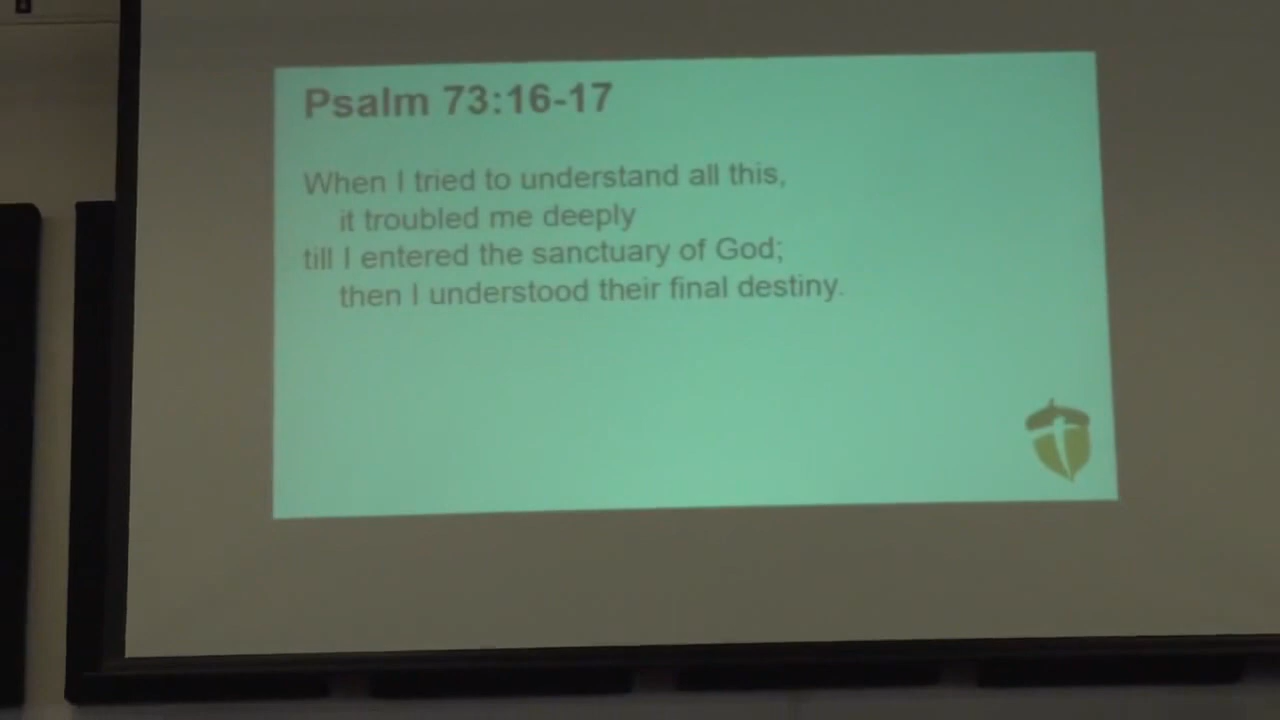 Psalm 73:16-17
When I tried to understand all this,
it troubled me deeply
till I entered the sanctuary of God;
then I understood their final destiny.